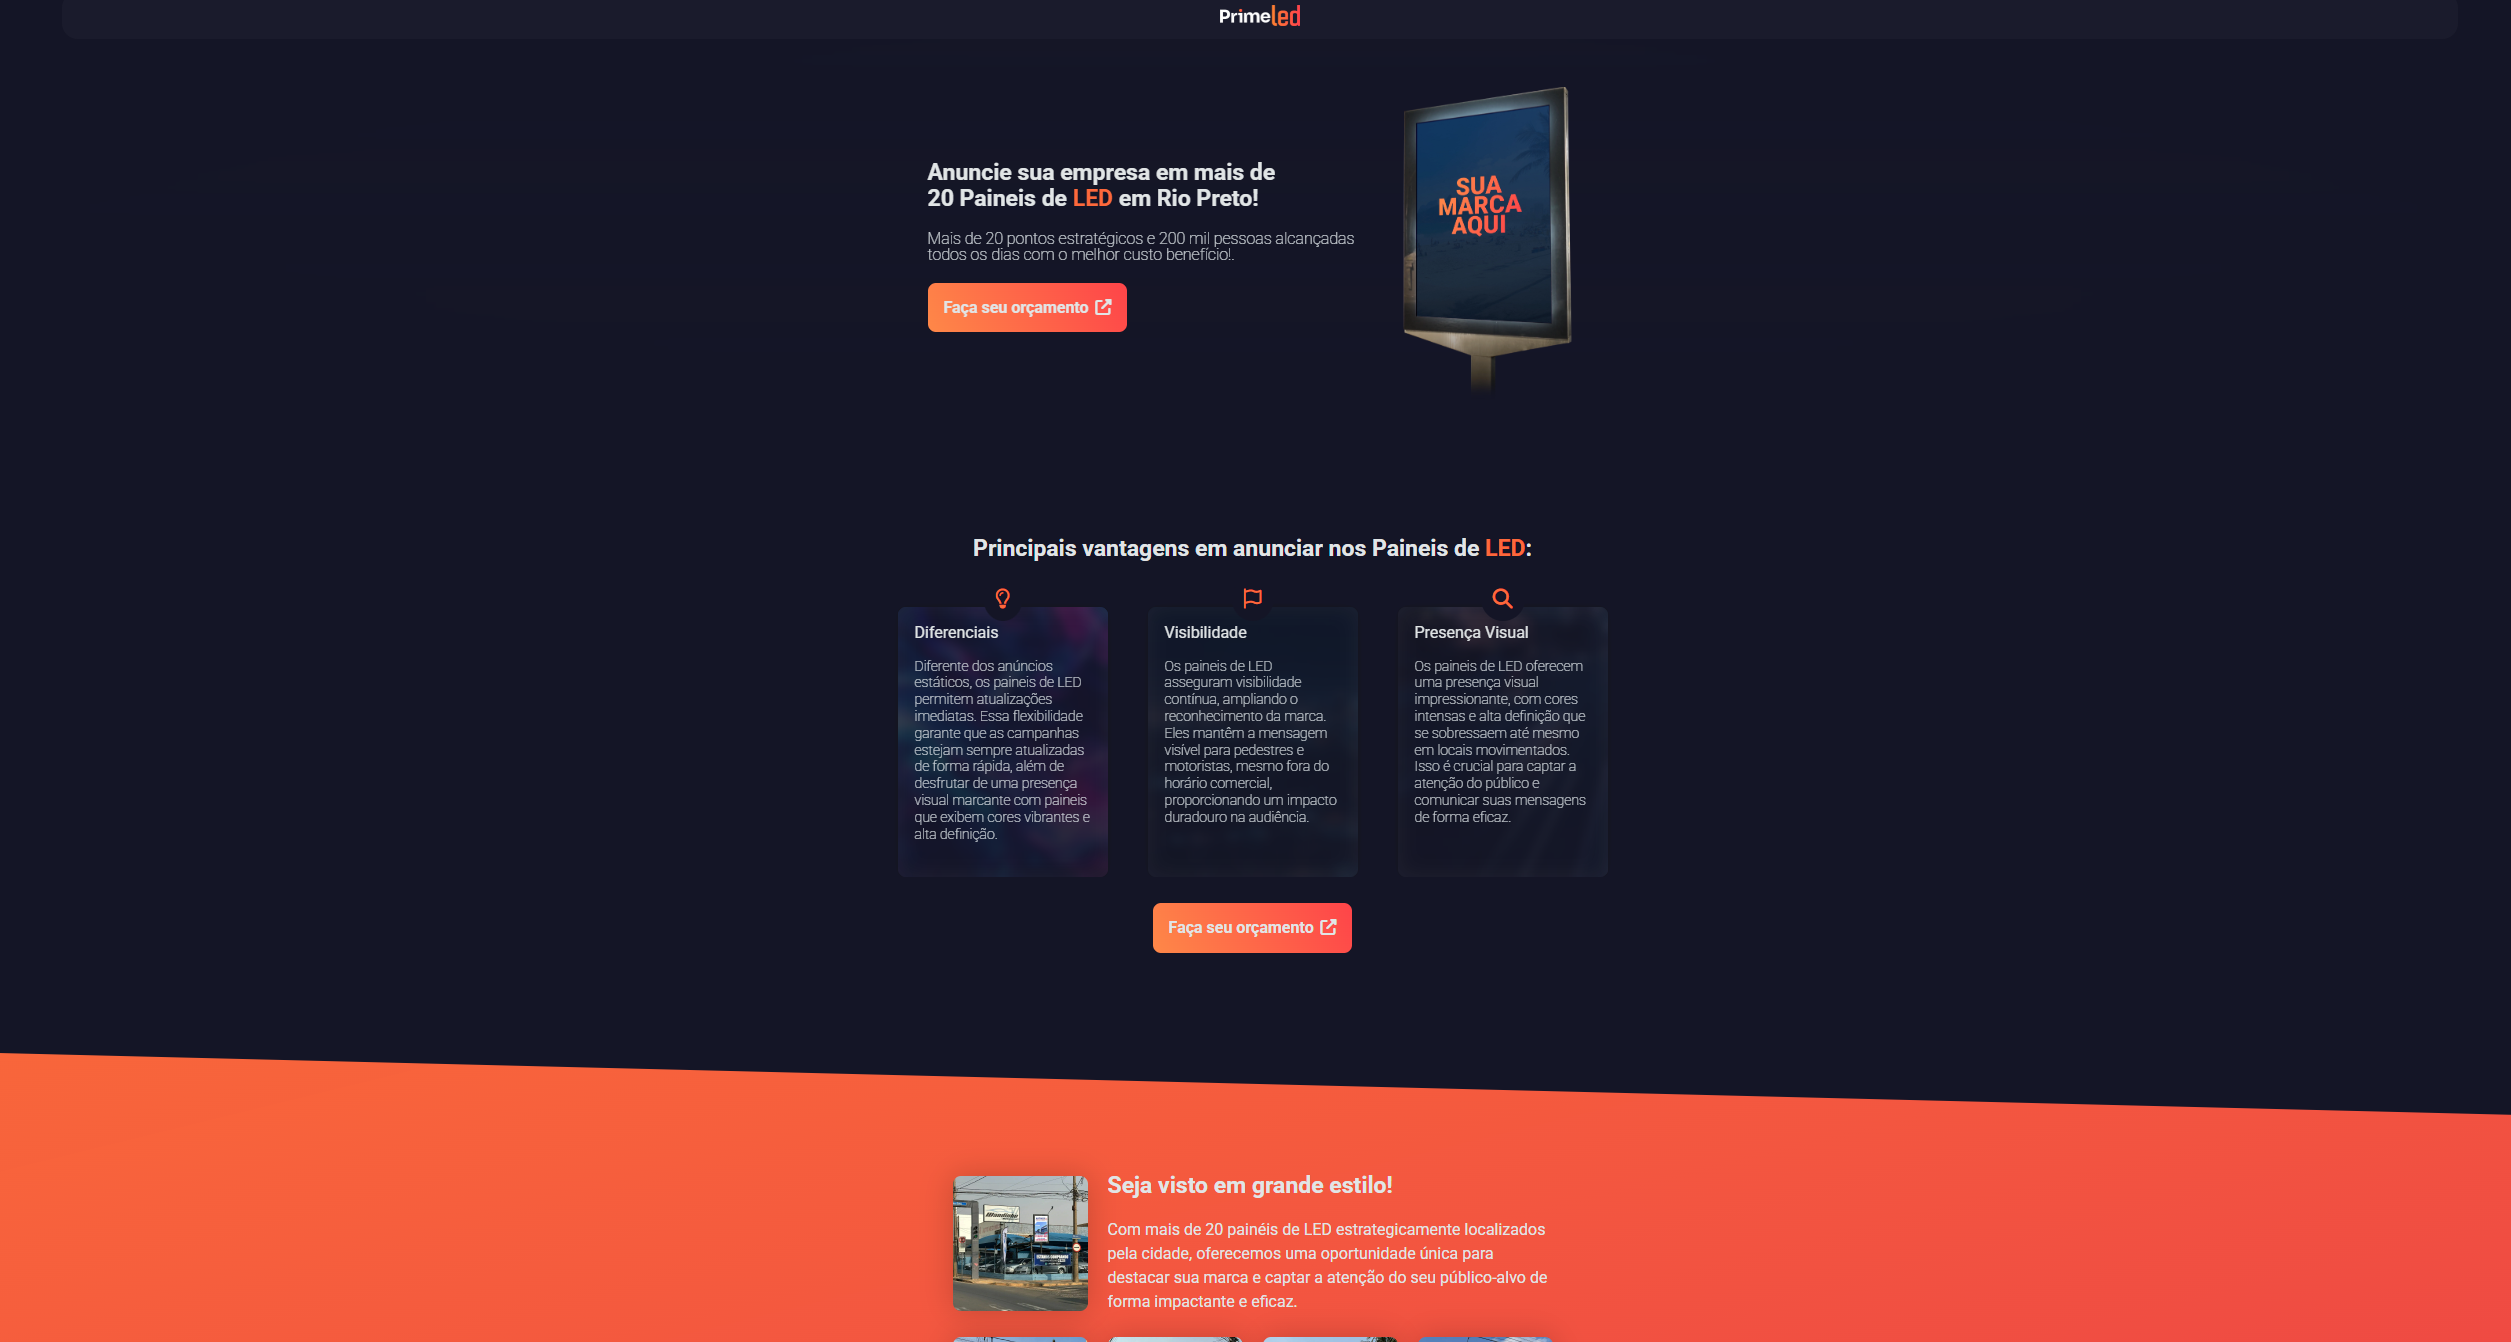 Primeled
Anuncie sua empresa em mais de
20 Paineis de LED em Rio Preto!
Mais de 20 pontos estratégicos e 200 mil pessoas alcançadas
todos os dias com o melhor custo benefício!.
Faça seu orçamento
SUA
MARCA
AQUI
Principais vantagens em anunciar nos Paineis de LED:
Diferenciais
Diferente dos anúncios
estáticos, os paineis de LED
permitem atualizações
imediatas. Essa flexibilidade
garante que as campanhas
estejam sempre atualizadas
de forma rápida, além de
desfrutar de uma presença
visual marcante com paineis
que exibem cores vibrantes e
alta definição.
Visibilidade
Os paineis de LED
asseguram visibilidade
contínua, ampliando o
reconhecimento da marca.
Eles mantêm a mensagem
visível para pedestres e
motoristas, mesmo fora do
horário comercial,
proporcionando um impacto
duradouro na audiência.
Presença Visual
Os paineis de LED oferecem
uma presença visual
impressionante, com cores
intensas e alta definição que
se sobressaem até mesmo
em locais movimentados.
Isso é crucial para captar a
atenção do público e
comunicar suas mensagens
de forma eficaz.
Faça seu orçamento
Seja visto em grande estilo!
Com mais de 20 painéis de LED estrategicamente localizados
pela cidade, oferecemos uma oportunidade única para
destacar sua marca e captar a atenção do seu público-alvo de
forma impactante e eficaz.